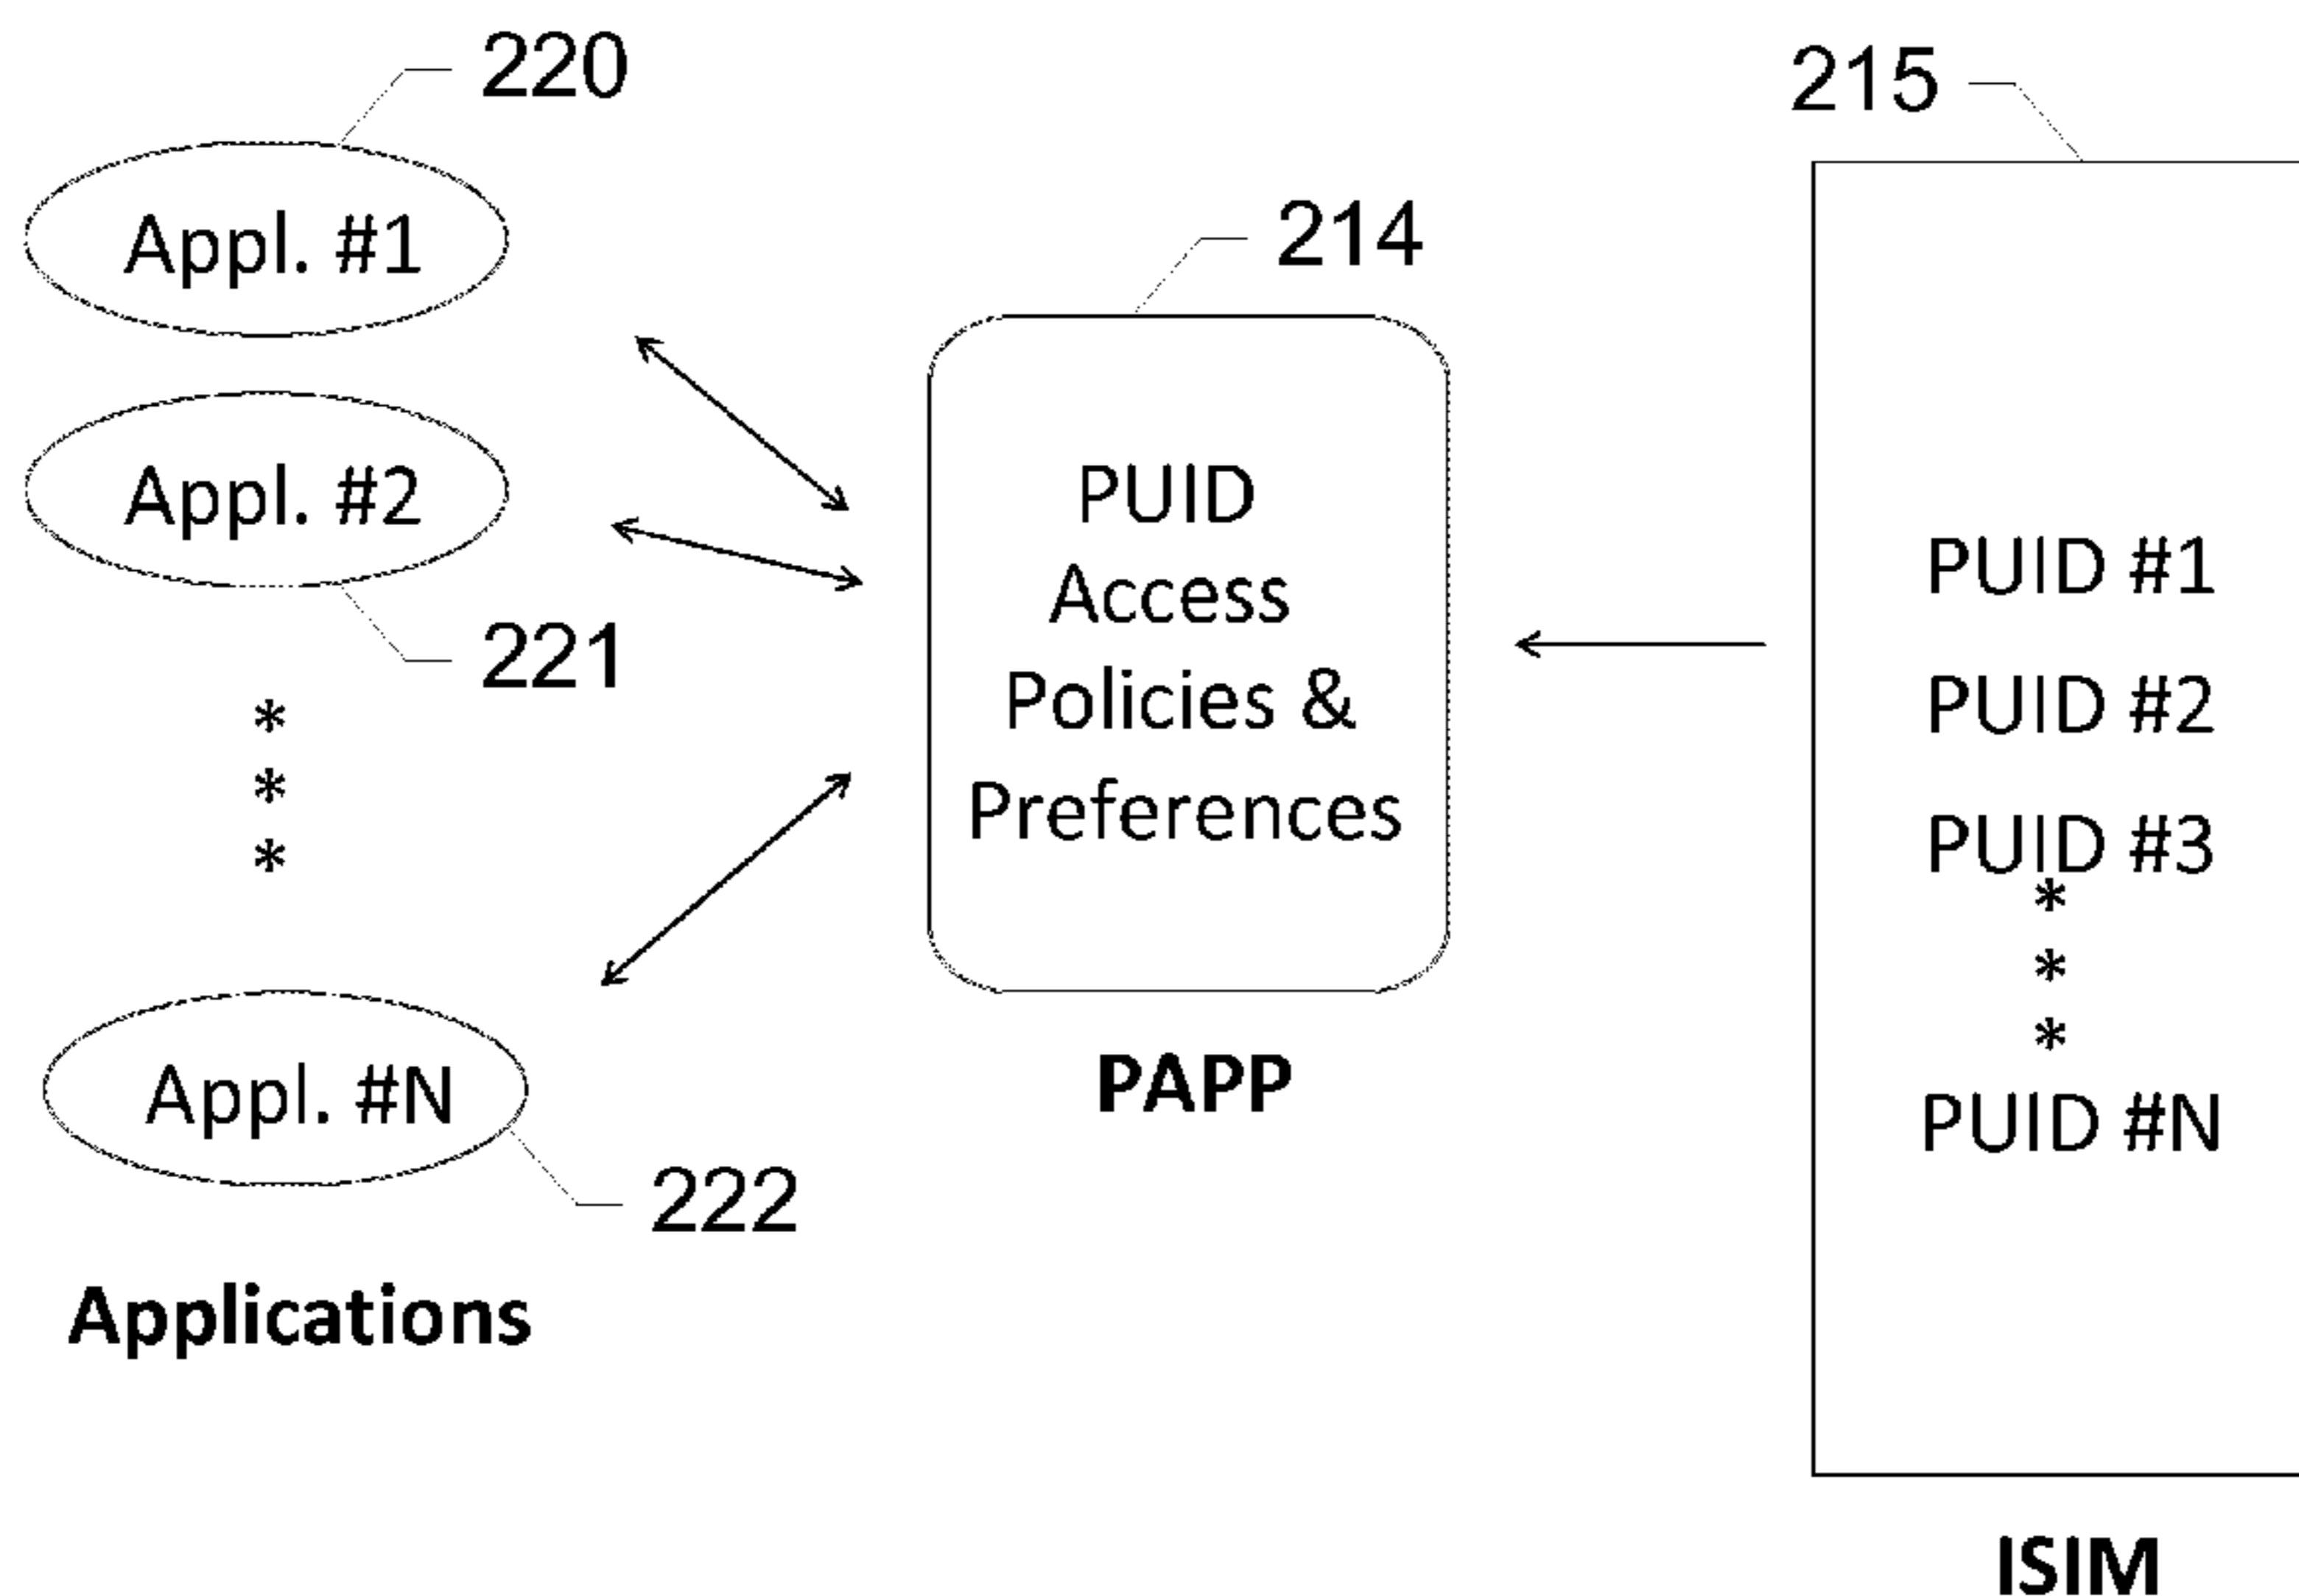 220
Appl. #1
Appl. #2
221
*
*
*
Appl. #N
222
Applications
214
PUID
Access
Policies &
Preferences
PAPP
215
PUID #1
PUID #2
PUID #3
*
*
*
PUID #N
ISIM